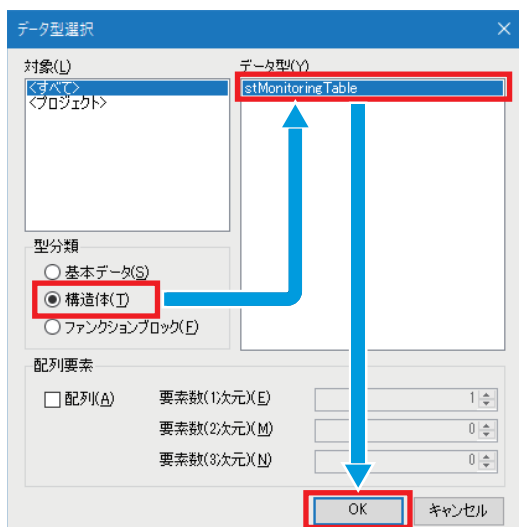 データ型選択
対象(L)
<すべて>
<プロジェクト>
データ型(Y)
stMonitoringTable
型分類
基本データ(S)
構造体(T)
ファンクションブロック(F)
配列要素
配列(A)
要素数(1次元)(E)
1
要素数(2次元)(M)
0
要素数(3次元)(N)
0
OK
キャンセル